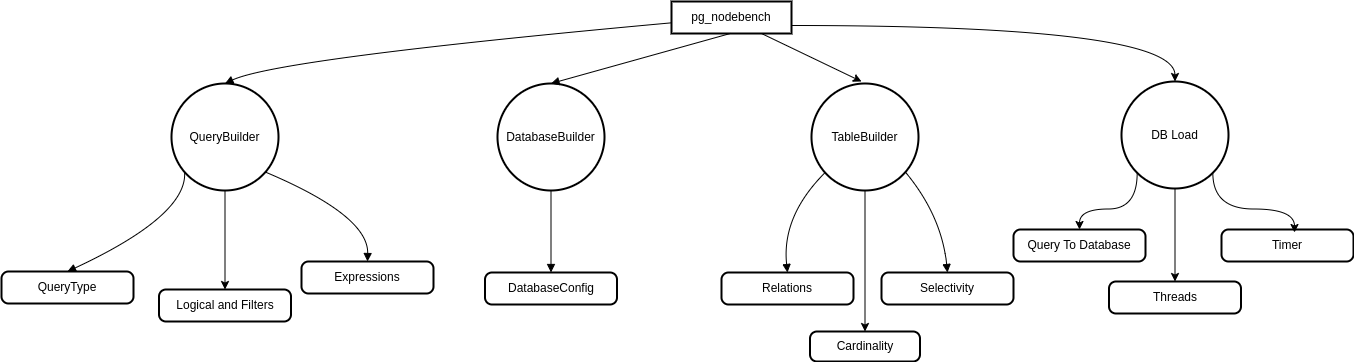 pg_nodebench
QueryBuilder
DatabaseBuilder
TableBuilder
DB Load
QueryType
Logical and Filters
Expressions
DatabaseConfig
Relations
Cardinality
Selectivity
Query To Database
Threads
Timer